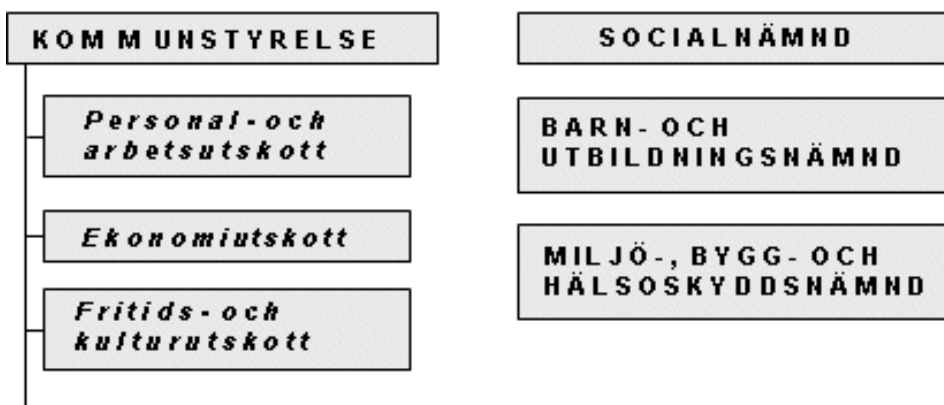 KOMMUNSTYRELSE
Personal- och
arbetsutskott
Ekonomiutskott
Fritids- och
kulturutskott
SOCIALNÄMND
BARN- OCH
UTBILDNINGSNÄMND
MILJÖ-, BYGG- OCH
HÄLSOSKYDDSNÄMND